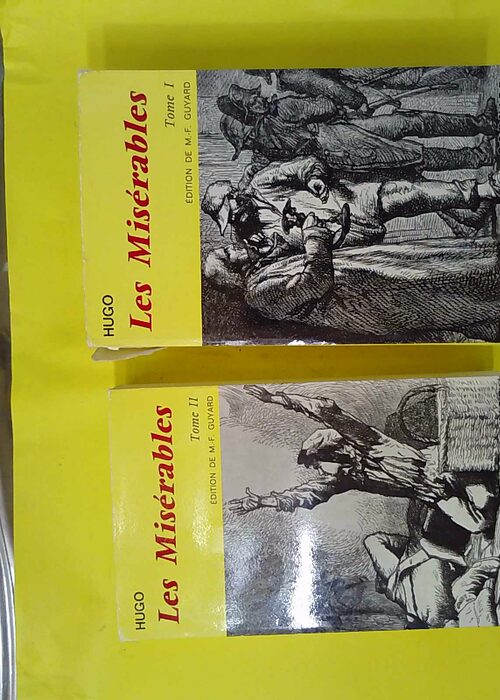 HUGO
Les Misérables
Tome I
ÉDITION DE M.-F. GUYARD
HUGO
Les Misérables
Tome II
ÉDITION DE M.-F. GUYARD